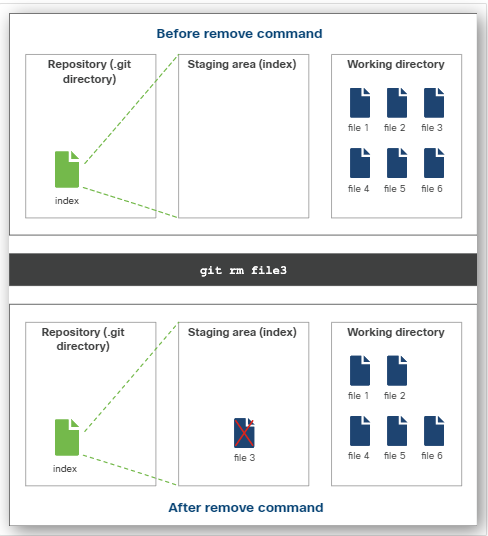 Before remove command
Repository (.git
directory)
Staging area (index)
Working directory
file 1 file 2 file 3
file 4 file 5 file 6
index
git rm file3
Repository (.git
directory)
Staging area (index)
Working directory
file 1 file 2
file 4 file 5 file 6
file 3
index
After remove command